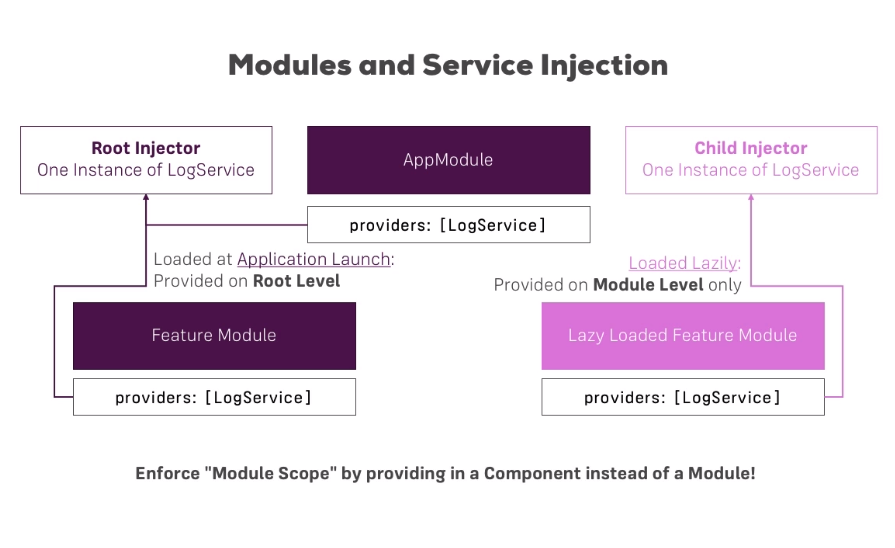 Modules and Service Injection
Root Injector
One Instance of LogService
AppModule
providers: [LogService]
Child Injector
One Instance of LogService
Loaded at Application Launch:
Provided on Root Level
Loaded Lazily:
Provided on Module Level only
Feature Module
providers: [LogService]
Lazy Loaded Feature Module
providers: [LogService]
Enforce "Module Scope" by providing in a Component instead of a Module!